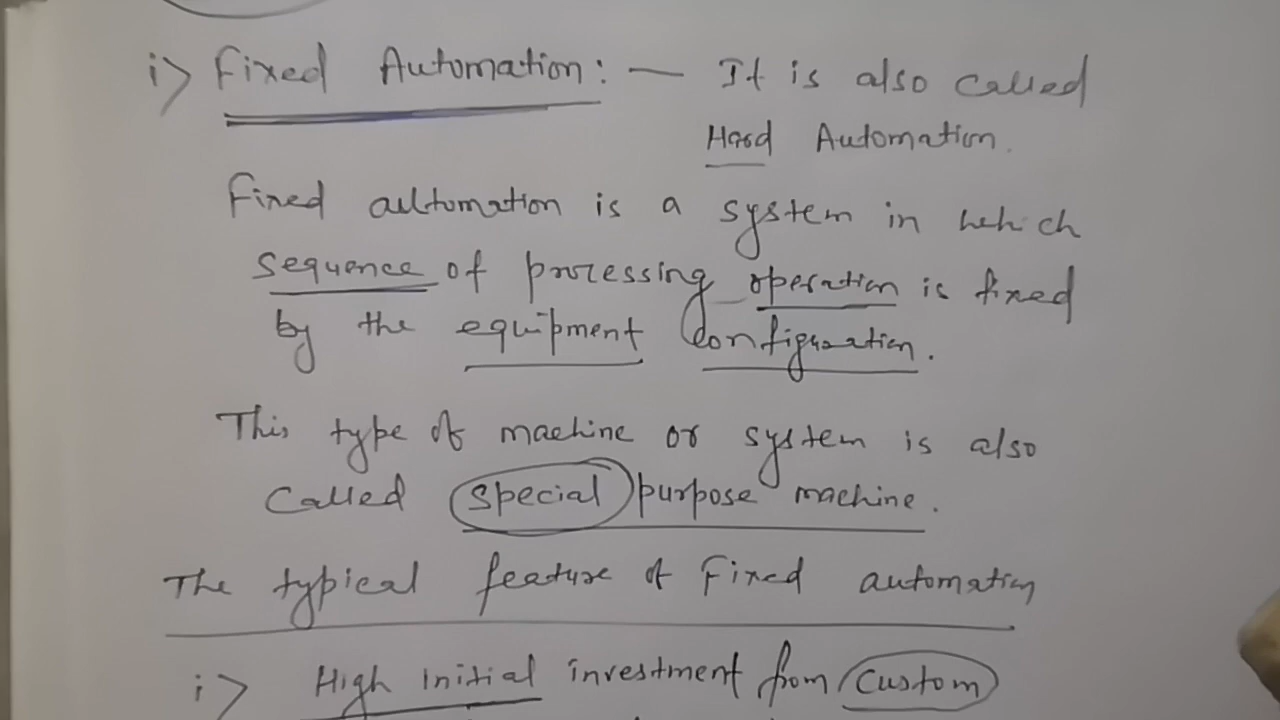 i) Fixed Automation: — It is also called
Hard Automation.
Fixed automation is a system in which
sequence of processing operation is fixed
by the equipment Configuration.
This type of machine or system is also
Called special purpose machine.
The typical feature of Fixed automation
i) High initial investment from custom